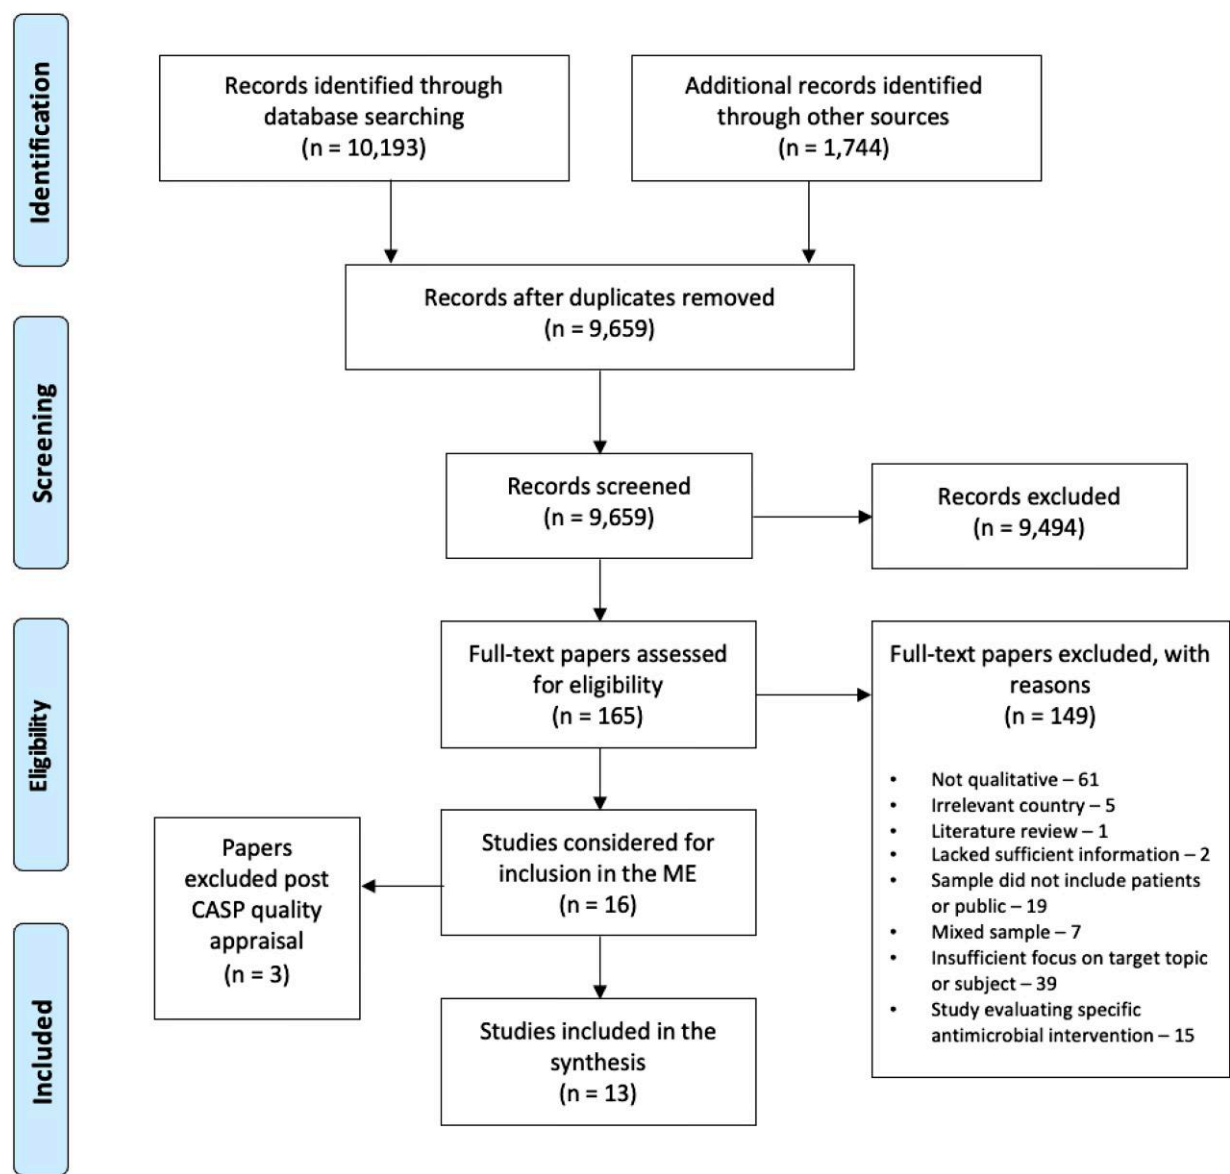 Identification
Records identified through
database searching
(n = 10,193)
Additional records identified
through other sources
(n = 1,744)
Records after duplicates removed
(n = 9,659)
Screening
Records screened
(n = 9,659)
Records excluded
(n = 9,494)
Eligibility
Full-text papers assessed
for eligibility
(n = 165)
Full-text papers excluded, with
reasons
(n = 149)
• Not qualitative – 61
• Irrelevant country – 5
• Literature review – 1
• Lacked sufficient information – 2
• Sample did not include patients
or public – 19
• Mixed sample – 7
• Insufficient focus on target topic
or subject – 39
• Study evaluating specific
antimicrobial intervention – 15
Studies considered for
inclusion in the ME
(n = 16)
Papers
excluded post
CASP quality
appraisal
(n = 3)
Included
Studies included in the
synthesis
(n = 13)